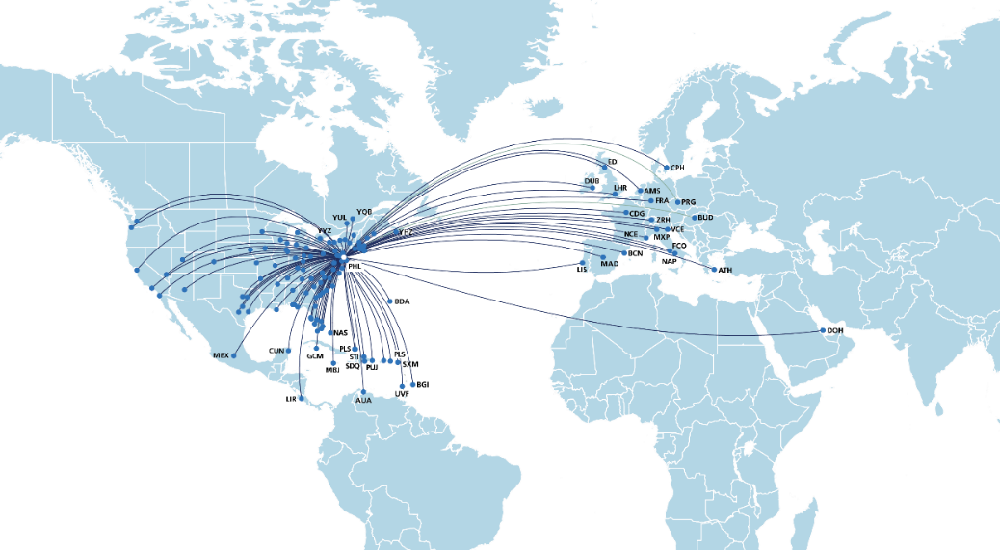 EDI
CPH
DUB
LHR
AMS
FRA
PRG
YQB
YUL
CDG
ZRH
BUD
YYZ
YHZ
NCE
MXP
VCE
FCO
BCN
NAP
PHL
LIS
MAD
ATH
BDA
NAS
DOH
MEX
CUN
GCM
PLS
PLS
STI
SDQ
PUJ
SXM
MBJ
BGI
LIR
AUA
UVF